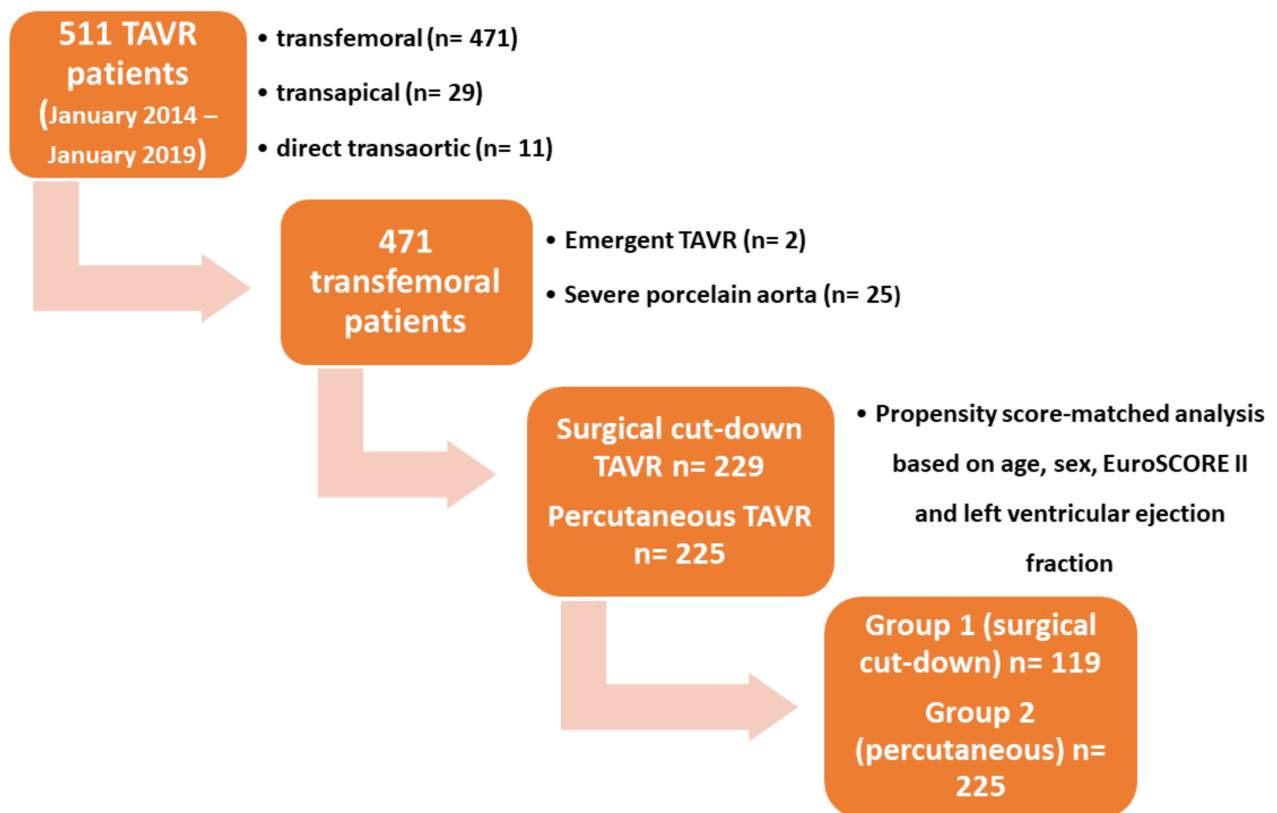 511 TAVR
patients
(January 2014 –
January 2019)
• transfemoral (n= 471)
• transapical (n= 29)
• direct transaortic (n= 11)
471
transfemoral
patients
• Emergent TAVR (n= 2)
• Severe porcelain aorta (n= 25)
Surgical cut-down
TAVR n= 229
Percutaneous TAVR
n= 225
• Propensity score-matched analysis
based on age, sex, EuroSCORE II
and left ventricular ejection
fraction
Group 1 (surgical
cut-down) n= 119
Group 2
(percutaneous) n=
225